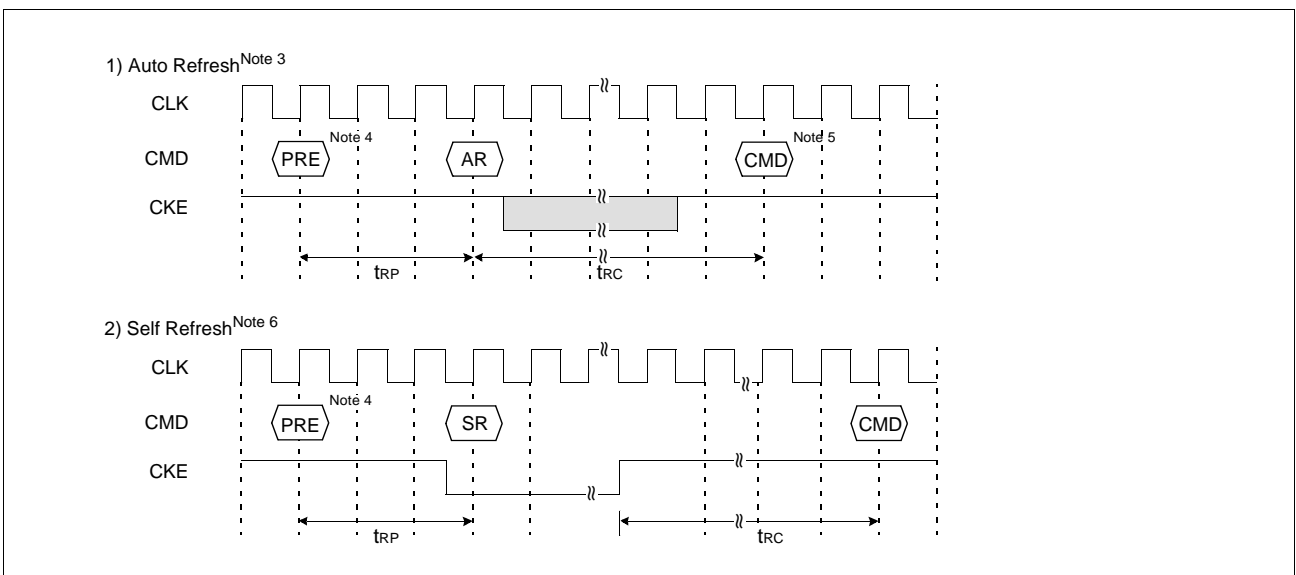 1) Auto Refresh Note 3
CLK
CMD PRE Note 4 AR CMD Note 5
CKE
tRP tRC
2) Self Refresh Note 6
CLK
CMD PRE Note 4 SR CMD
CKE
tRP tRC